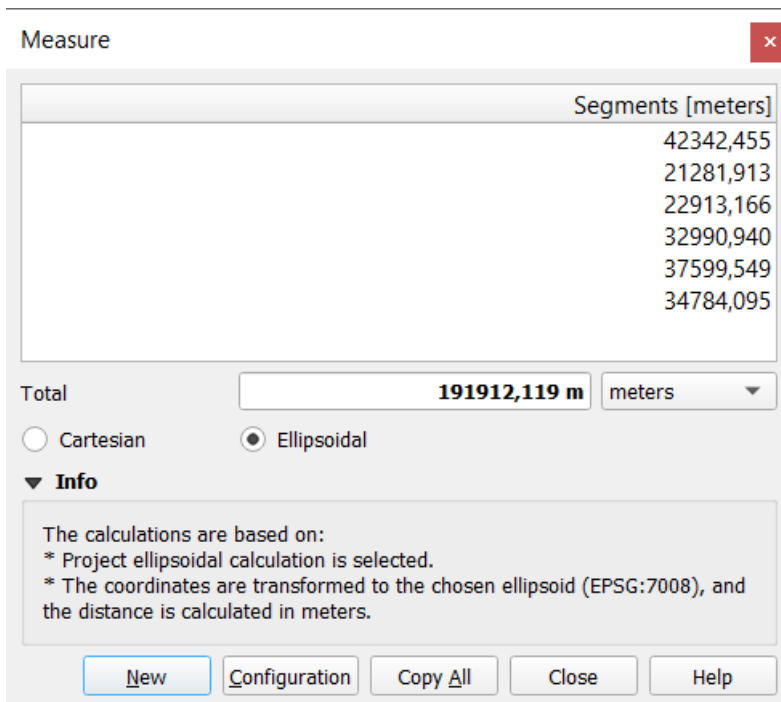 Measure
Segments [meters]
42342,455
21281,913
22913,166
32990,940
37599,549
34784,095
Total 191912,119 m meters
Cartesian Ellipsoidal
Info
The calculations are based on:
* Project ellipsoidal calculation is selected.
* The coordinates are transformed to the chosen ellipsoid (EPSG:7008), and
the distance is calculated in meters.
New Configuration Copy All Close Help